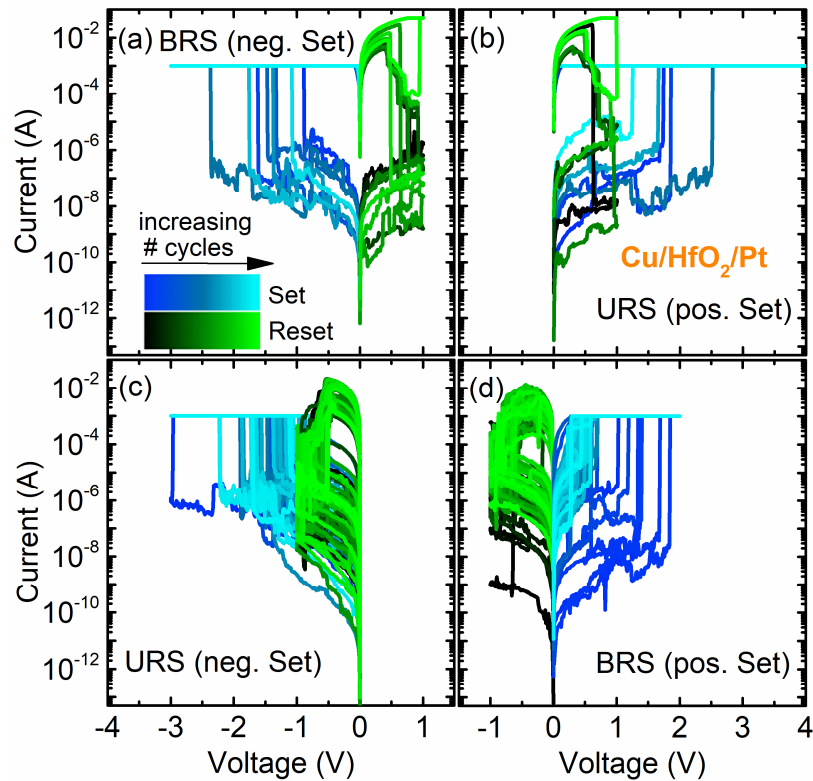 (a) BRS (neg. Set)
(b)
10⁻²
10⁻⁴
10⁻⁶
10⁻⁸
10⁻¹⁰
10⁻¹²
Current (A)
increasing
# cycles
Set
Reset
Cu/HfO₂/Pt
URS (pos. Set)
(c)
(d)
10⁻²
10⁻⁴
10⁻⁶
10⁻⁸
10⁻¹⁰
10⁻¹²
Current (A)
URS (neg. Set)
BRS (pos. Set)
-4 -3 -2 -1 0 1
-1 0 1 2 3 4
Voltage (V)
Voltage (V)